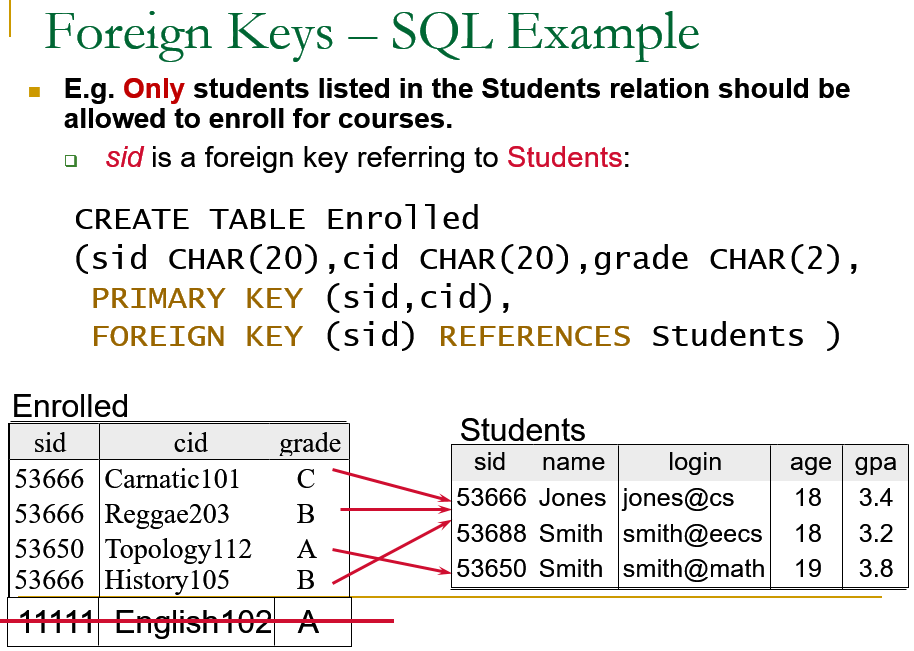 Foreign Keys – SQL Example
E.g. Only students listed in the Students relation should be
allowed to enroll for courses.
sid is a foreign key referring to Students:
CREATE TABLE Enrolled
(sid CHAR(20),cid CHAR(20),grade CHAR(2),
PRIMARY KEY (sid,cid),
FOREIGN KEY (sid) REFERENCES Students )
Enrolled
sid cid grade
53666 Carnatic101 C
53666 Reggae203 B
53650 Topology112 A
53666 History105 B
11111 English102 A
Students
sid name login age gpa
53666 Jones jones@cs 18 3.4
53688 Smith smith@eecs 18 3.2
53650 Smith smith@math 19 3.8